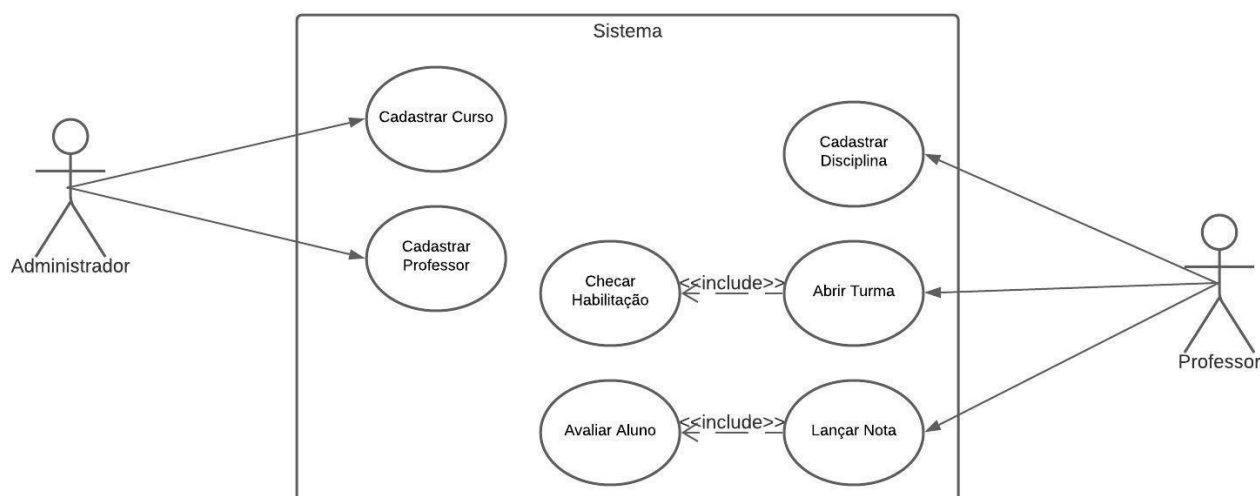 Sistema
Cadastrar Curso
Cadastrar
Disciplina
Administrador
Cadastrar
Professor
Checar
Habilitação
<<include>>
Abrir Turma
Professor
Avaliar Aluno
<<include>>
Lançar Nota